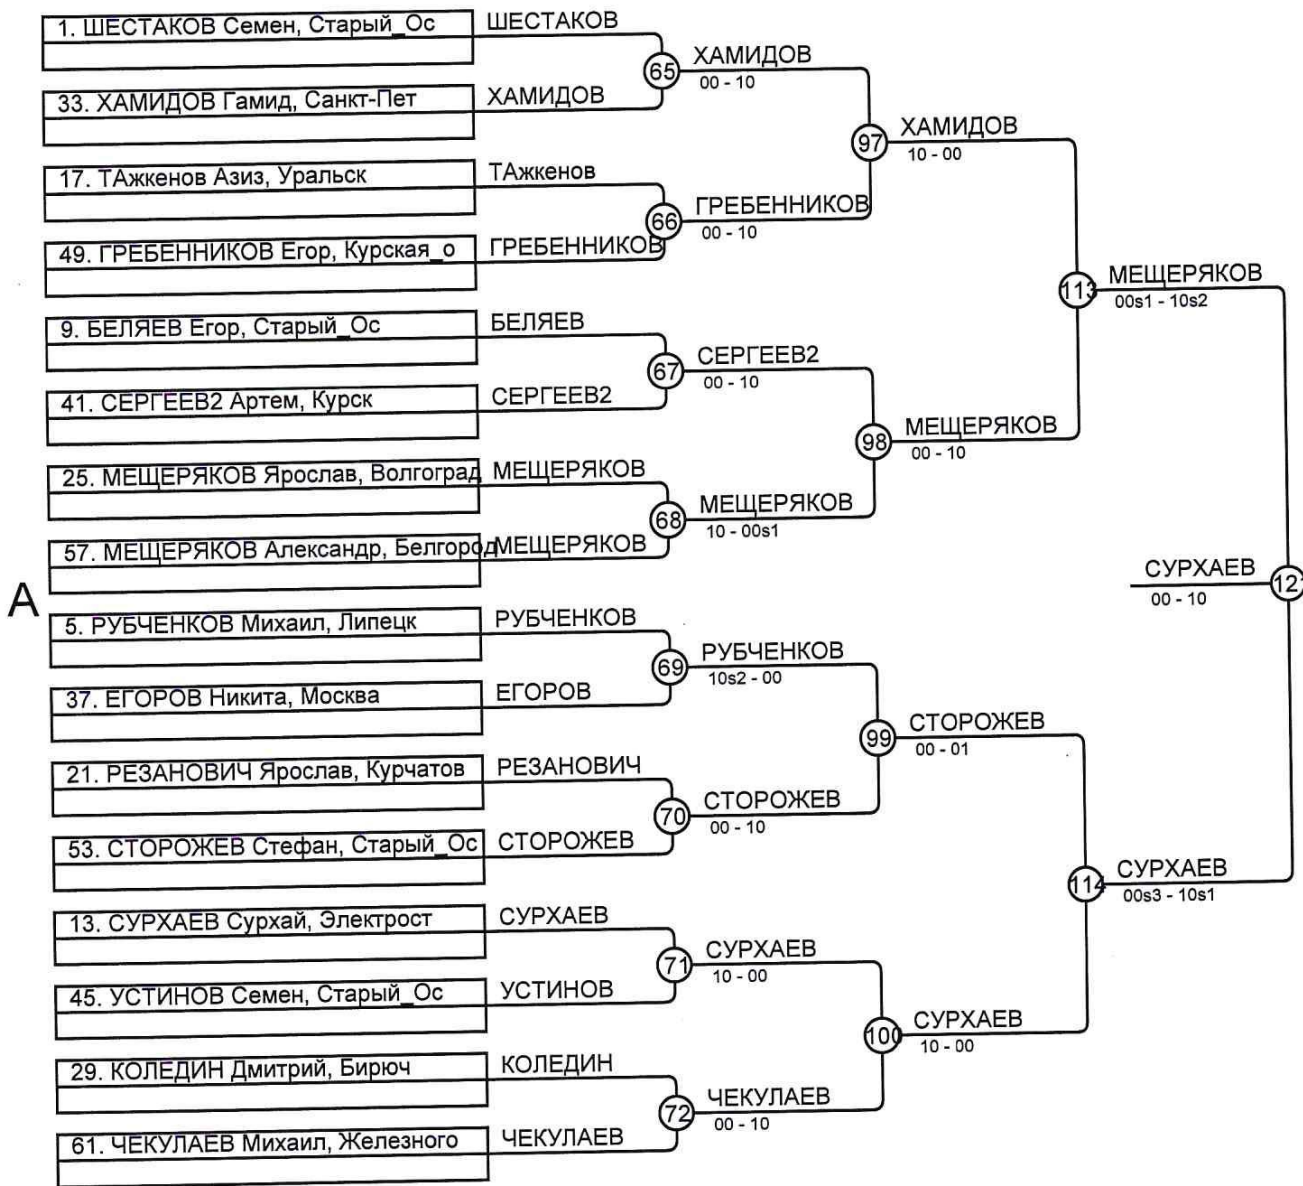 1. ШЕСТАКОВ Семен, Старый_Ос
ШЕСТАКОВ
65
ХАМИДОВ
00 - 10
33. ХАМИДОВ Гамид, Санкт-Пет
ХАМИДОВ
97
ХАМИДОВ
10 - 00
17. ТАжкенов Азиз, Уральск
ТАжкенов
66
ГРЕБЕННИКОВ
00 - 10
49. ГРЕБЕННИКОВ Егор, Курская_о
ГРЕБЕННИКОВ
113
МЕЩЕРЯКОВ
00s1 - 10s2
9. БЕЛЯЕВ Егор, Старый_Ос
БЕЛЯЕВ
67
СЕРГЕЕВ2
00 - 10
41. СЕРГЕЕВ2 Артем, Курск
СЕРГЕЕВ2
98
МЕЩЕРЯКОВ
00 - 10
25. МЕЩЕРЯКОВ Ярослав, Волгоград
МЕЩЕРЯКОВ
68
МЕЩЕРЯКОВ
10 - 00s1
57. МЕЩЕРЯКОВ Александр, Белгород
МЕЩЕРЯКОВ
А
СУРХАЕВ
00 - 10
12
5. РУБЧЕНКОВ Михаил, Липецк
РУБЧЕНКОВ
69
РУБЧЕНКОВ
10s2 - 00
37. ЕГОРОВ Никита, Москва
ЕГОРОВ
99
СТОРОЖЕВ
00 - 01
21. РЕЗАНОВИЧ Ярослав, Курчатов
РЕЗАНОВИЧ
70
СТОРОЖЕВ
00 - 10
53. СТОРОЖЕВ Стефан, Старый_Ос
СТОРОЖЕВ
114
СУРХАЕВ
00s3 - 10s1
13. СУРХАЕВ Сурхай, Электрост
СУРХАЕВ
71
СУРХАЕВ
10 - 00
45. УСТИНОВ Семен, Старый_Ос
УСТИНОВ
100
СУРХАЕВ
10 - 00
29. КОЛЕДИН Дмитрий, Бирюч
КОЛЕДИН
72
ЧЕКУЛАЕВ
00 - 10
61. ЧЕКУЛАЕВ Михаил, Железного
ЧЕКУЛАЕВ